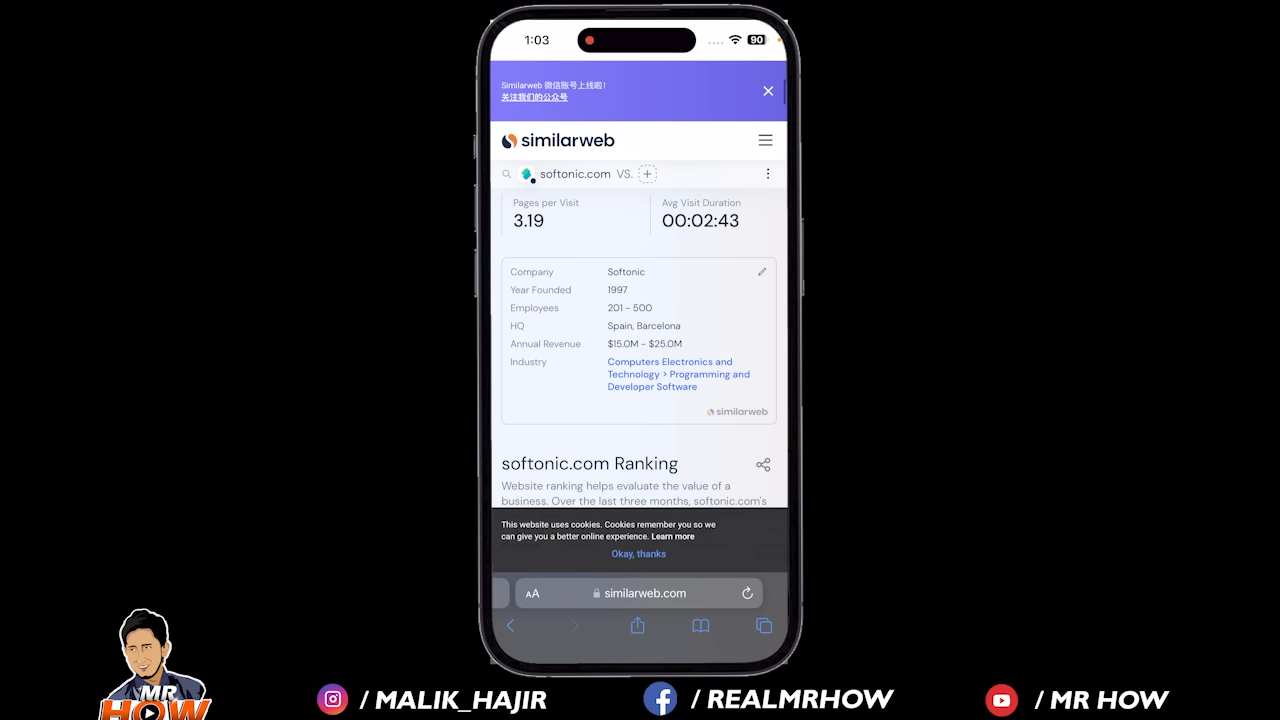 1:03
90
Similarweb 微信账号上线啦!
关注我们的公众号
similarweb
softonic.com VS.
Pages per Visit
3.19
Avg Visit Duration
00:02:43
Company Softonic
Year Founded 1997
Employees 201 - 500
HQ Spain, Barcelona
Annual Revenue $15.0M - $25.0M
Industry Computers Electronics and
Technology > Programming and
Developer Software
similarweb
softonic.com Ranking
Website ranking helps evaluate the value of a
business. Over the last three months, softonic.com's
This website uses cookies. Cookies remember you so we
can give you a better online experience. Learn more
Okay, thanks
AA similarweb.com
MR
HOW
/ MALIK_HAJIR
/ REALMRHOW
/ MR HOW